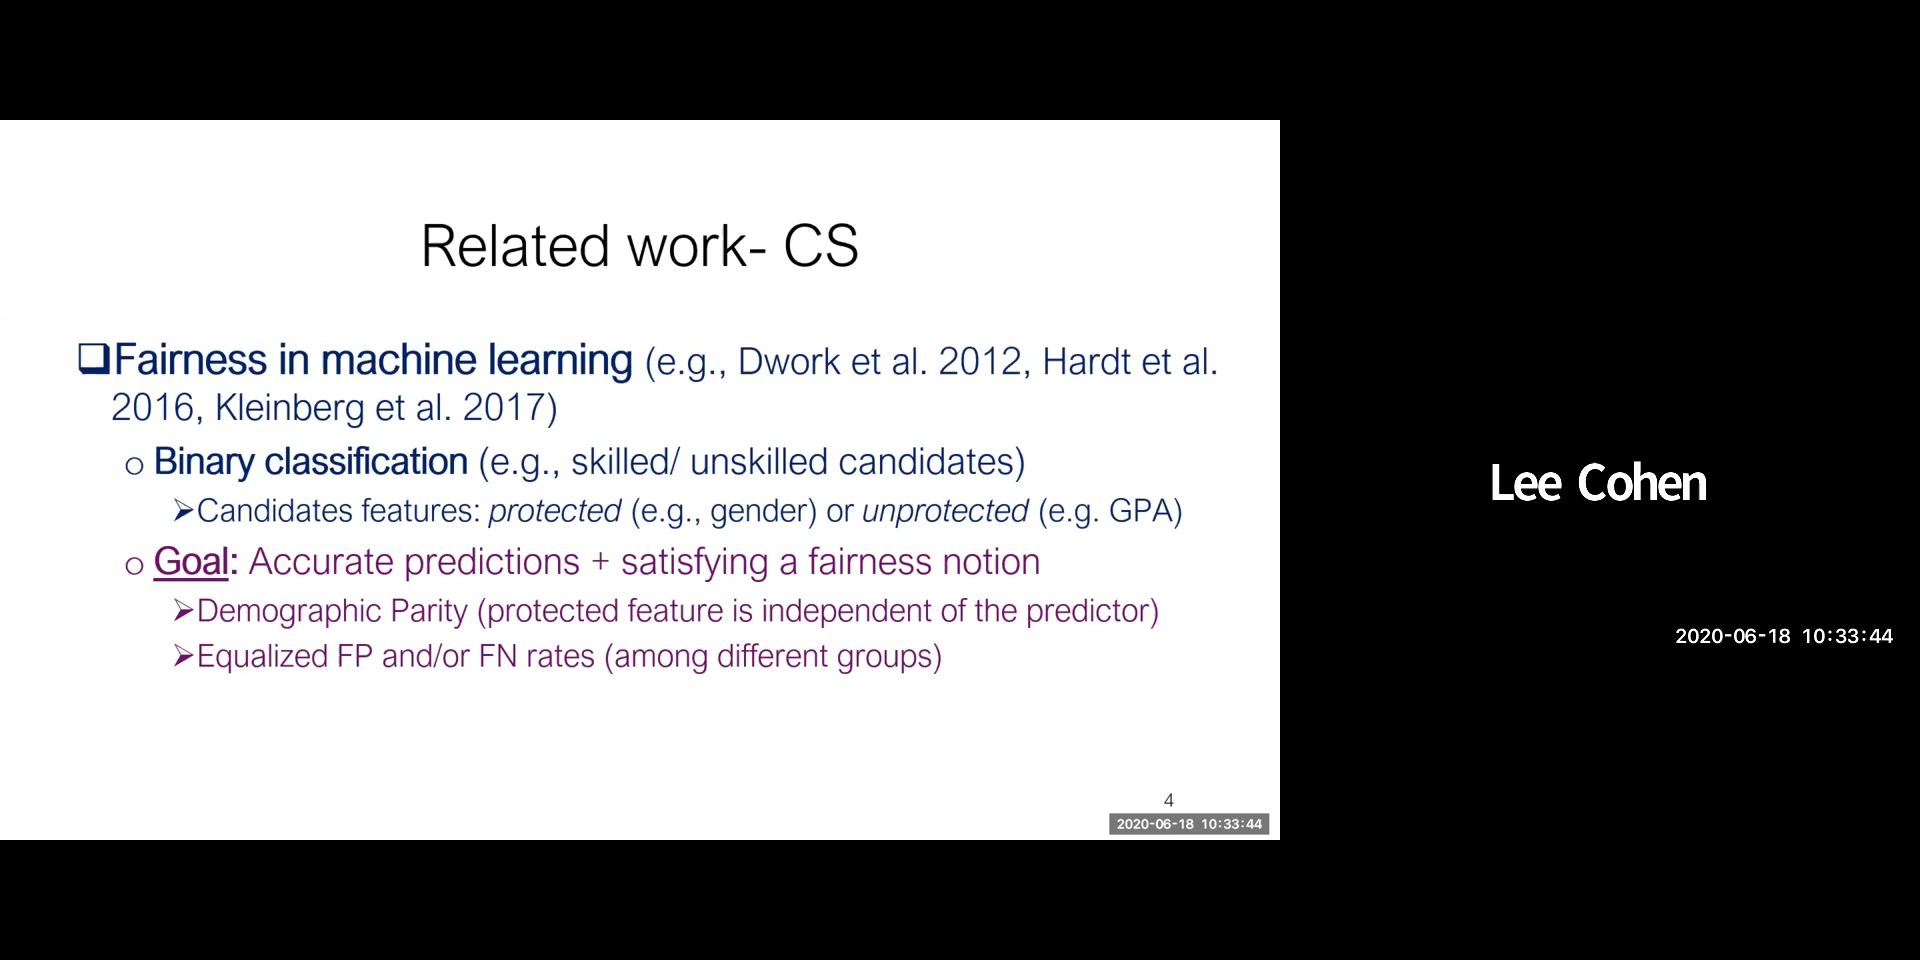 Related work- CS
❑Fairness in machine learning (e.g., Dwork et al. 2012, Hardt et al.
2016, Kleinberg et al. 2017)
o Binary classification (e.g., skilled/ unskilled candidates)
➢Candidates features: protected (e.g., gender) or unprotected (e.g. GPA)
o Goal: Accurate predictions + satisfying a fairness notion
➢Demographic Parity (protected feature is independent of the predictor)
➢Equalized FP and/or FN rates (among different groups)
4
2020-06-18 10:33:44
Lee Cohen
2020-06-18 10:33:44